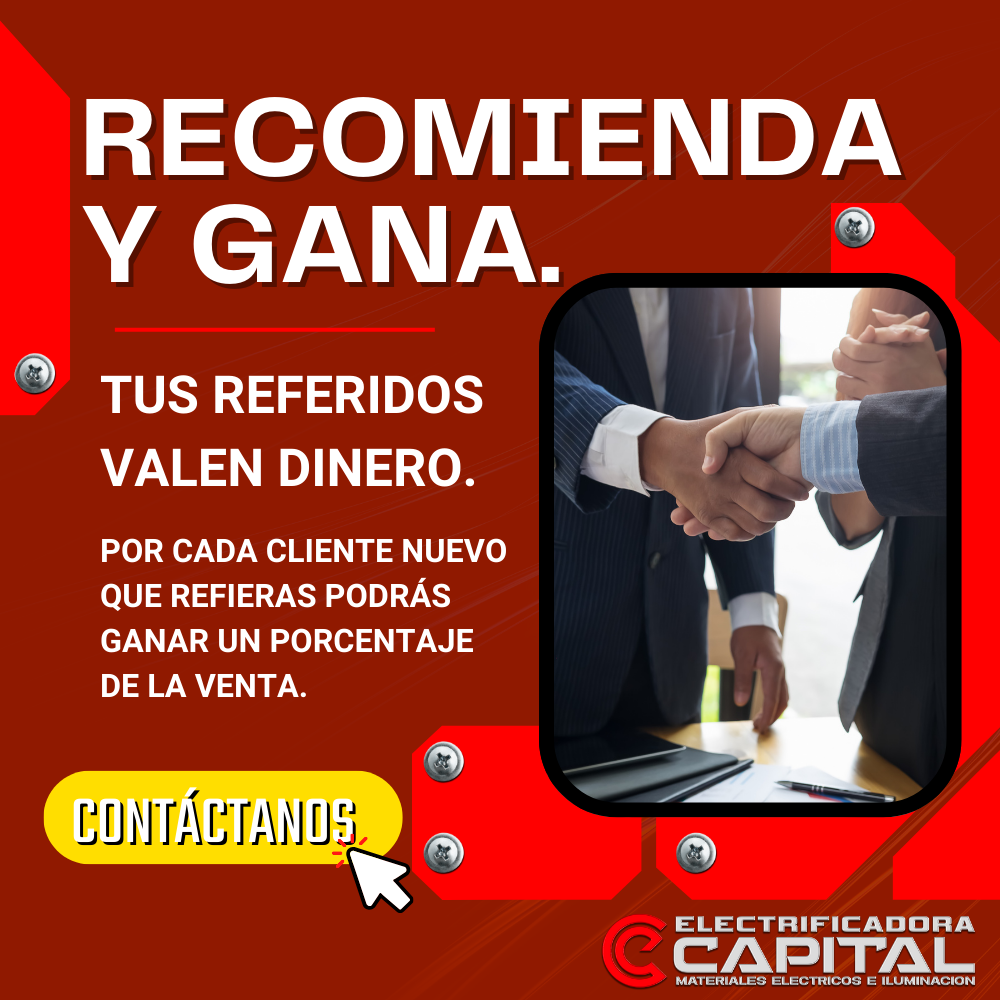 RECOMIENDA
Y GANA.
TUS REFERIDOS
VALEN DINERO.
POR CADA CLIENTE NUEVO
QUE REFIERAS PODRÁS
GANAR UN PORCENTAJE
DE LA VENTA.
CONTÁCTANOS
ELECTRIFICADORA
CAPITAL
MATERIALES ELECTRICOS E ILUMINACION